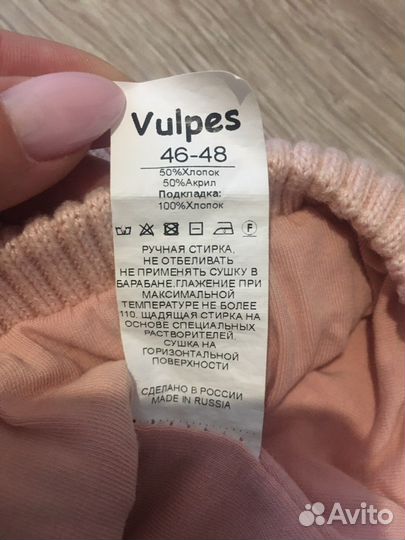 Vulpes
46-48
50%Хлопок
50%Акрил
Подкладка:
100%Хлопок
F
РУЧНАЯ СТИРКА,
НЕ ОТБЕЛИВАТЬ
НЕ ПРИМЕНЯТЬ СУШКУ В
БАРАБАНЕ.ГЛАЖЕНИЕ ПРИ
МАКСИМАЛЬНОЙ
ТЕМПЕРАТУРЕ НЕ БОЛЕЕ
110. ЩАДЯЩАЯ СТИРКА НА
ОСНОВЕ СПЕЦИАЛЬНЫХ
РАСТВОРИТЕЛЕЙ.
СУШКА НА
ГОРИЗОНТАЛЬНОЙ
ПОВЕРХНОСТИ
СДЕЛАНО В РОССИИ
MADE IN RUSSIA
Avito